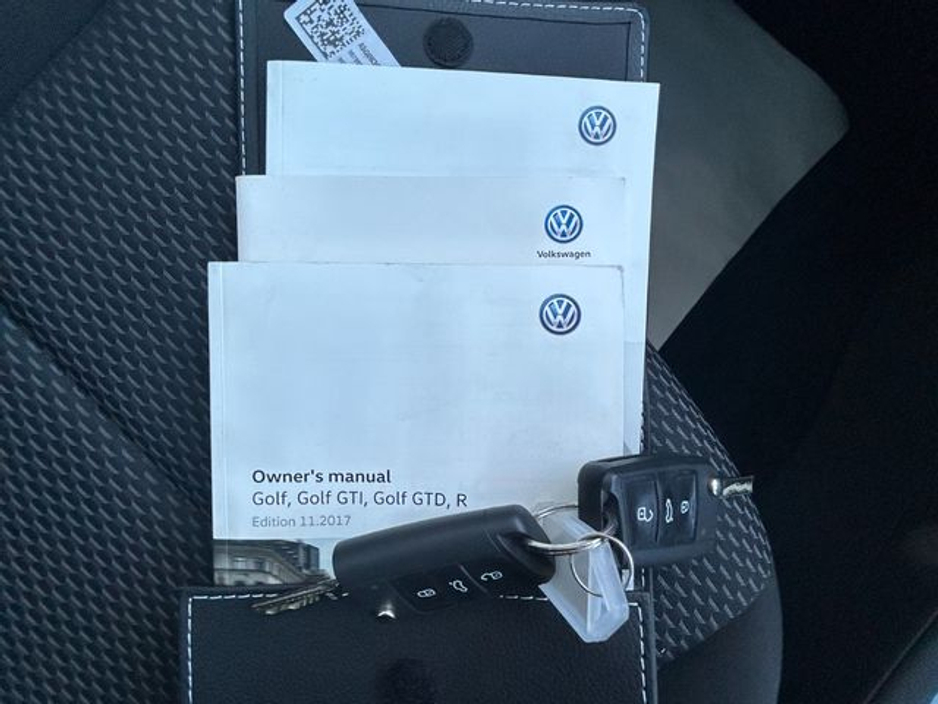 Volkswagen
Owner's manual
Golf, Golf GTI, Golf GTD, R
Edition 11.2017